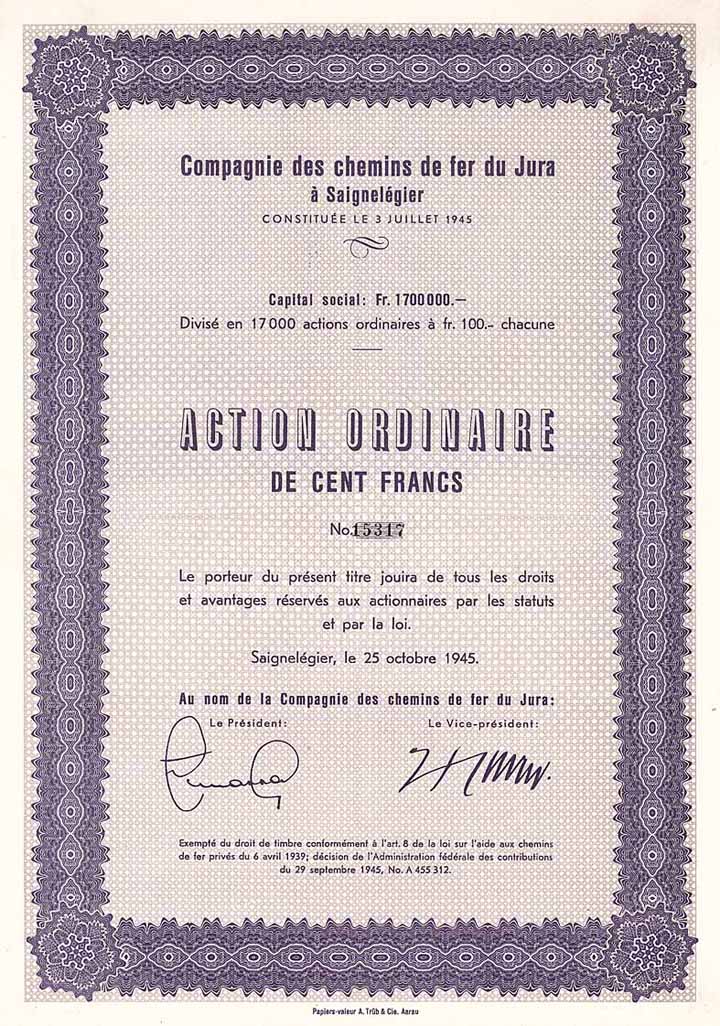 Compagnie des chemins de fer du Jura
à Saignelégier
CONSTITUÉE LE 3 JUILLET 1945
Capital social: Fr. 1700000.—
Divisé en 17000 actions ordinaires à fr. 100.- chacune
ACTION ORDINAIRE
DE CENT FRANCS
No. 15317
Le porteur du présent titre jouira de tous les droits
et avantages réservés aux actionnaires par les statuts
et par la loi.
Saignelégier, le 25 octobre 1945.
Au nom de la Compagnie des chemins de fer du Jura:
Le Président: Le Vice-président:
Exempté du droit de timbre conformément à l'art. 8 de la loi sur l'aide aux chemins
de fer privés du 6 avril 1939; décision de l'Administration fédérale des contributions
du 29 septembre 1945, No. A 455 312.
Papiers-valeur A. Trüb & Cie. Aarau